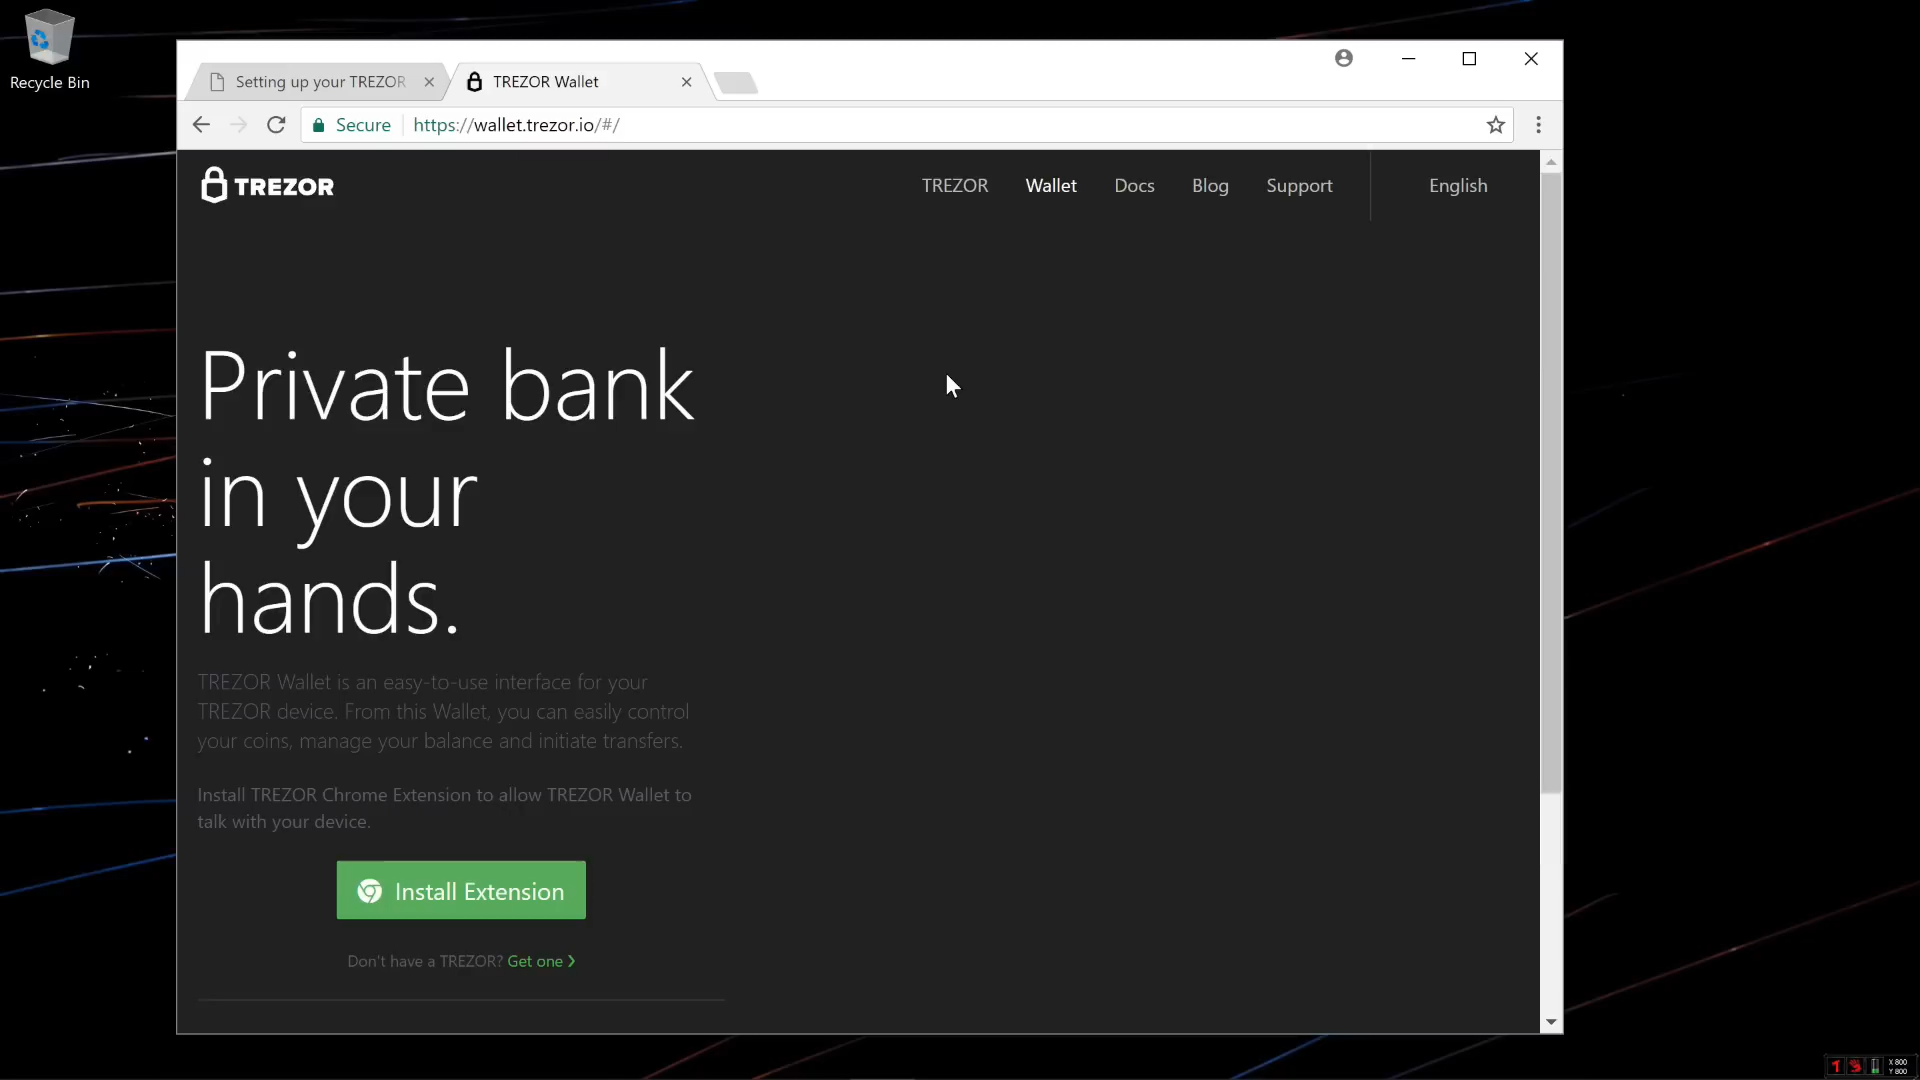 Recycle Bin
Setting up your TREZOR
TREZOR Wallet
Secure
https://wallet.trezor.io/#/
TREZOR
TREZOR
Wallet
Docs
Blog
Support
English
Private bank
in your
hands.
TREZOR Wallet is an easy-to-use interface for your
TREZOR device. From this Wallet, you can easily control
your coins, manage your balance and initiate transfers.
Install TREZOR Chrome Extension to allow TREZOR Wallet to
talk with your device.
Install Extension
Don't have a TREZOR? Get one
X 800
Y 800